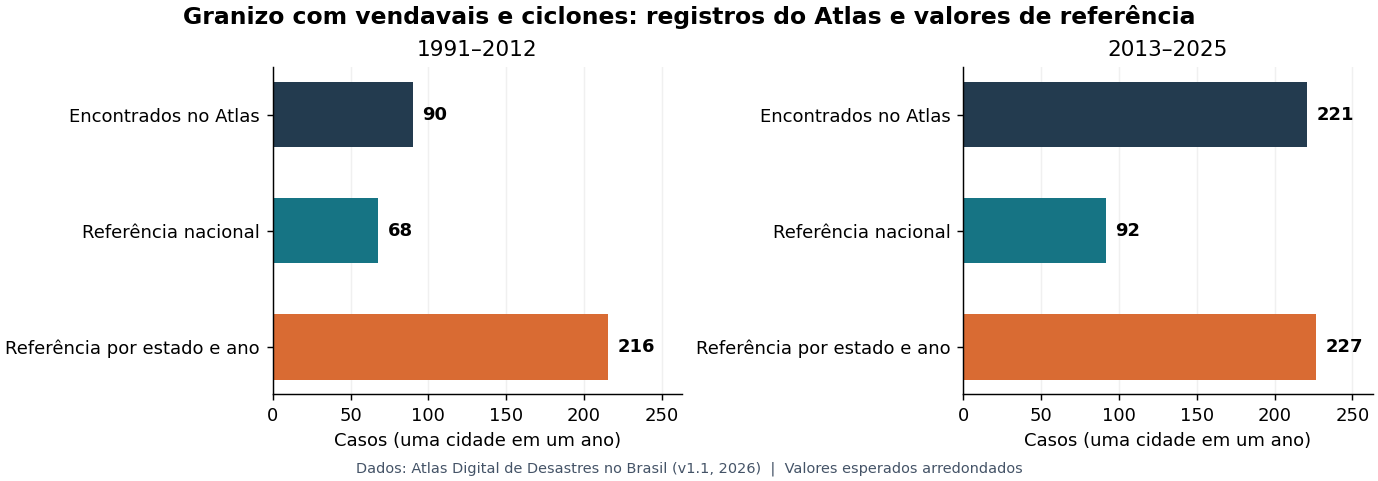 Granizo com vendavais e ciclones: registros do Atlas e valores de referência
1991–2012
Encontrados no Atlas
90
Referência nacional
68
Referência por estado e ano
216
0 50 100 150 200 250
Casos (uma cidade em um ano)
2013–2025
Encontrados no Atlas
221
Referência nacional
92
Referência por estado e ano
227
0 50 100 150 200 250
Casos (uma cidade em um ano)
Dados: Atlas Digital de Desastres no Brasil (v1.1, 2026) | Valores esperados arredondados